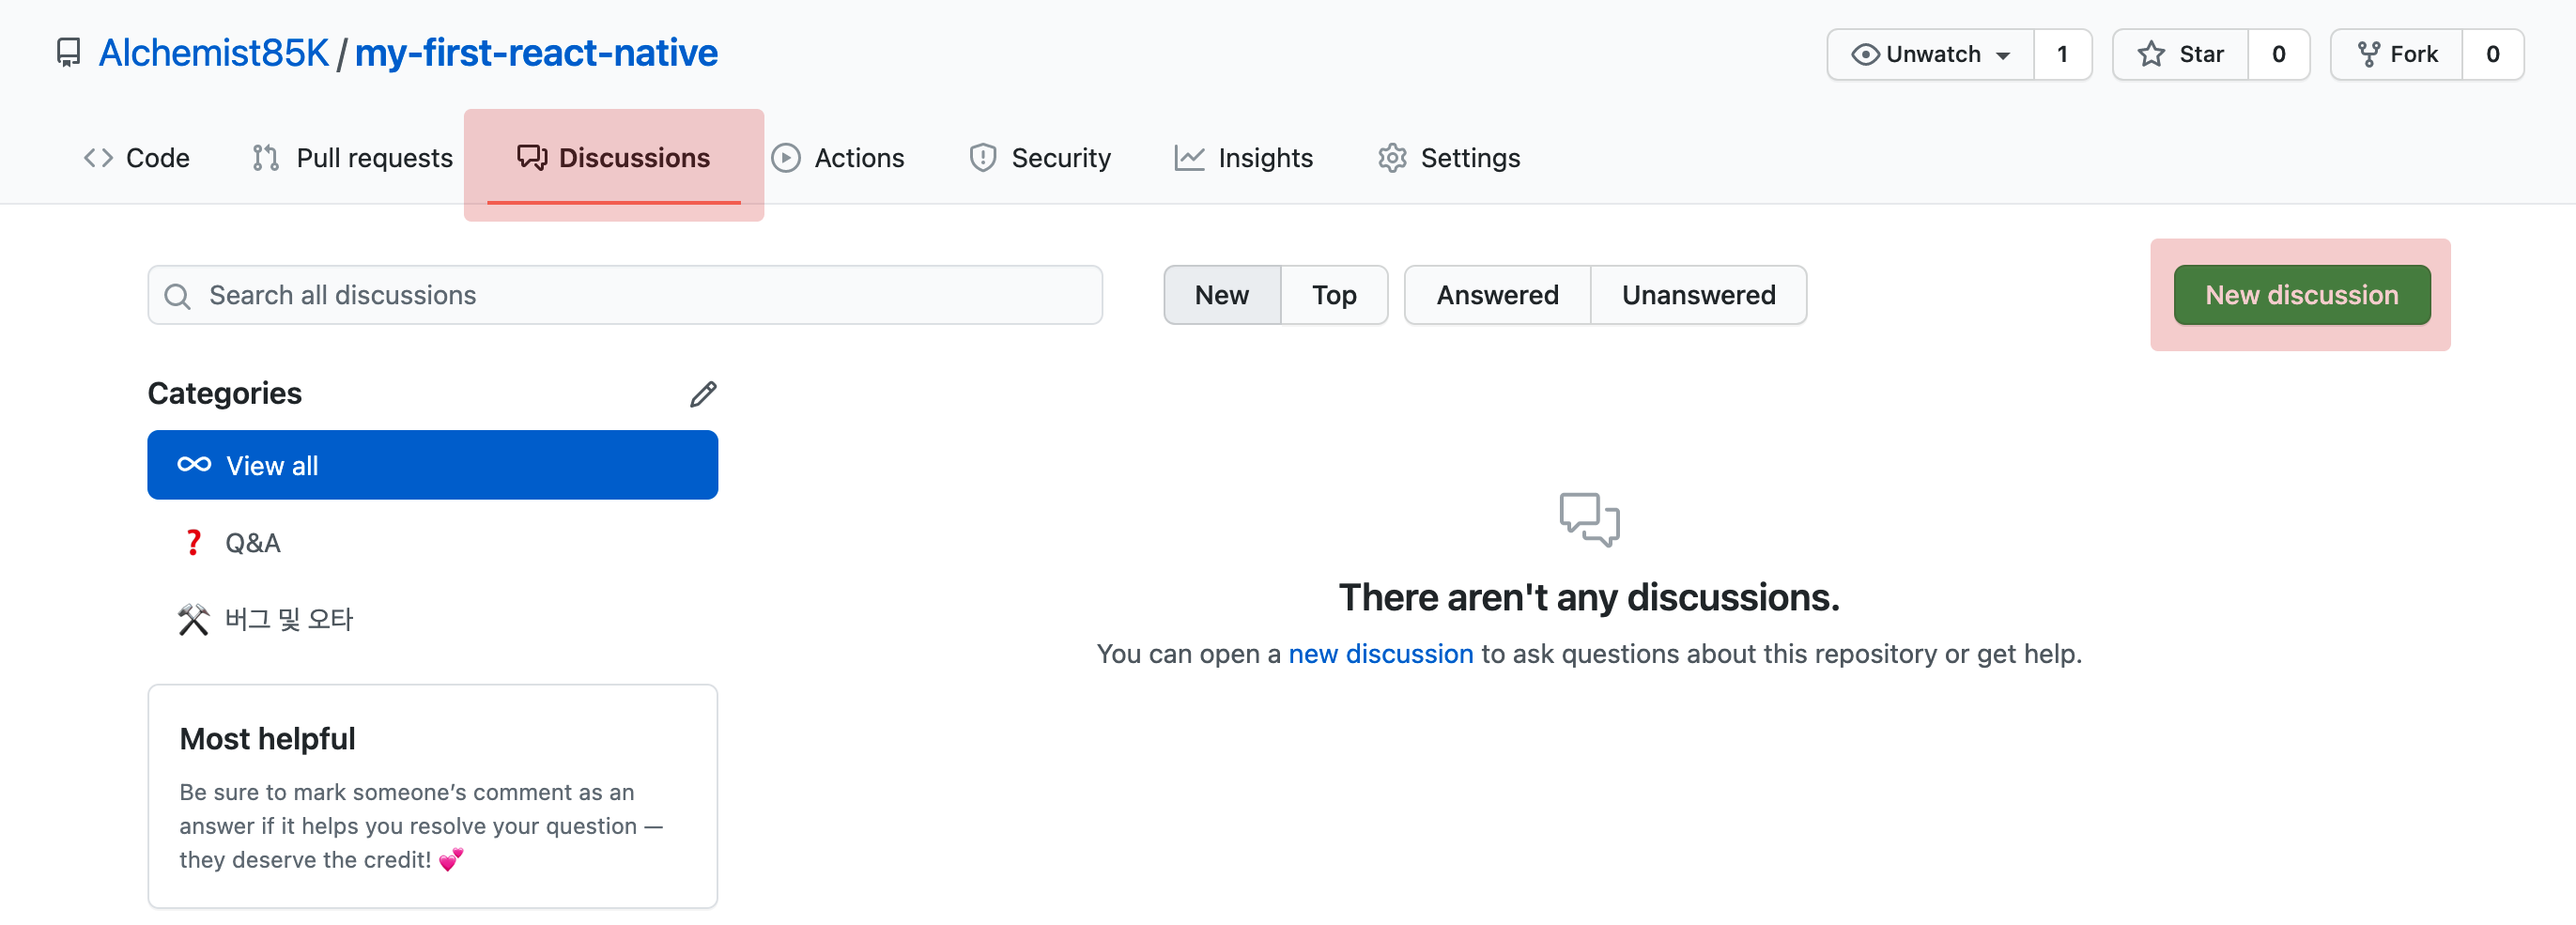 Alchemist85K / my-first-react-native
Unwatch 1 Star 0 Fork 0
Code Pull requests Discussions Actions Security Insights Settings
Search all discussions
New Top Answered Unanswered
New discussion
Categories
View all
❓ Q&A
⚒ 버그 및 오타
Most helpful
Be sure to mark someone’s comment as an
answer if it helps you resolve your question —
they deserve the credit! 💕
There aren't any discussions.
You can open a new discussion to ask questions about this repository or get help.